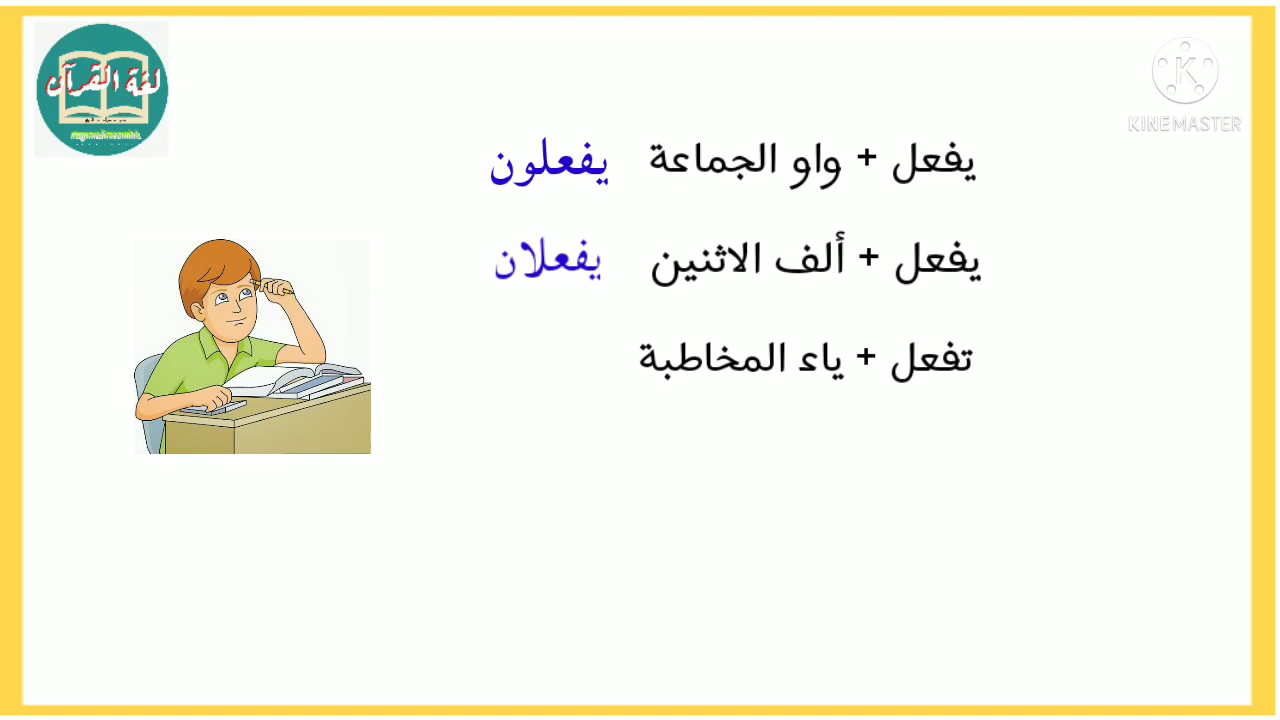 لغة القرآن
KINEMASTER
يفعل + واو الجماعة يفعلون
يفعل + ألف الاثنين يفعلان
تفعل + ياء المخاطبة